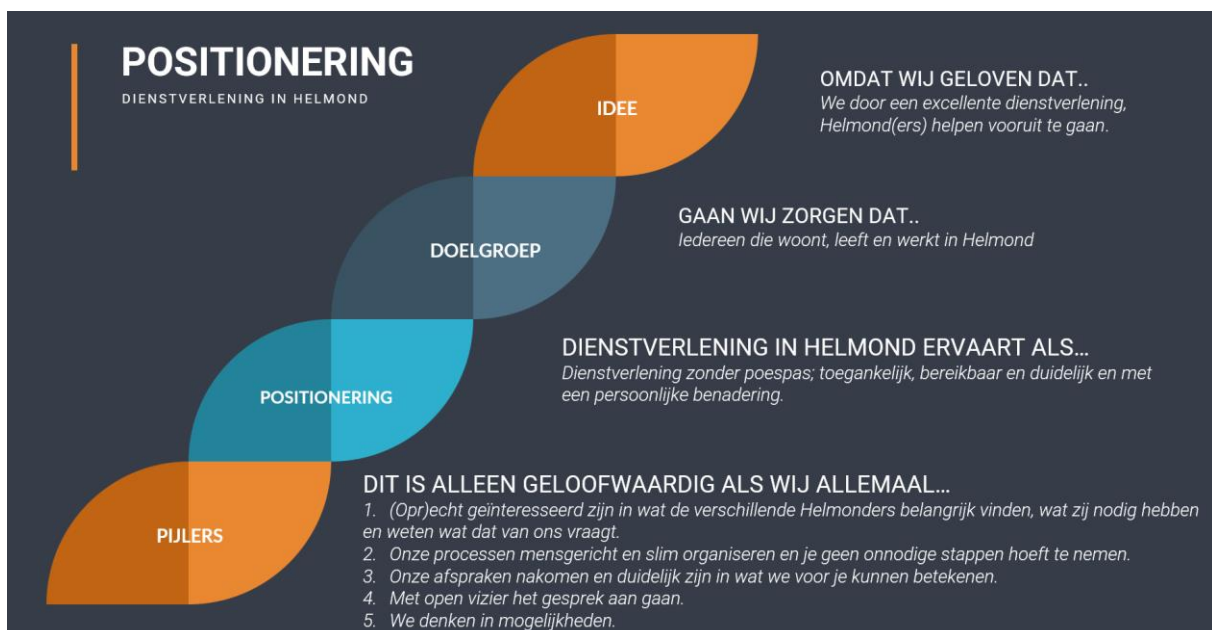 POSITIONERING
DIENSTVERLENING IN HELMOND
IDEE
OMDAT WIJ GELOVEN DAT..
We door een excellente dienstverlening,
Helmond(ers) helpen vooruit te gaan.
DOELGROEP
GAAN WIJ ZORGEN DAT..
Iedereen die woont, leeft en werkt in Helmond
POSITIONERING
DIENSTVERLENING IN HELMOND ERVAART ALS...
Dienstverlening zonder poespas; toegankelijk, bereikbaar en duidelijk en met
een persoonlijke benadering.
PIJLERS
DIT IS ALLEEN GELOOFWAARDIG ALS WIJ ALLEMAAL...
1. (Opr)echt geïnteresseerd zijn in wat de verschillende Helmonders belangrijk vinden, wat zij nodig hebben
en weten wat dat van ons vraagt.
2. Onze processen mensgericht en slim organiseren en je geen onnodige stappen hoeft te nemen.
3. Onze afspraken nakomen en duidelijk zijn in wat we voor je kunnen betekenen.
4. Met open vizier het gesprek aan gaan.
5. We denken in mogelijkheden.